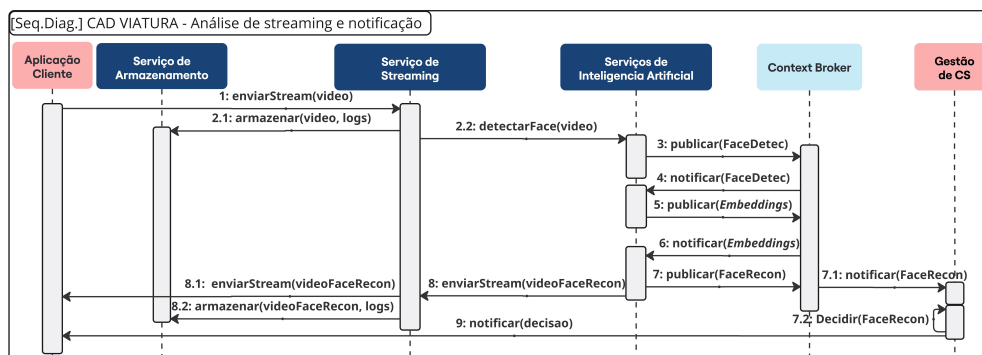 [Seq.Diag.] CAD VIATURA - Análise de streaming e notificação
Aplicação
Cliente
Serviço de
Armazenamento
Serviço de
Streaming
Serviços de
Inteligencia Artificial
Context Broker
Gestão
de CS
1: enviarStream(video)
2.1: armazenar(video, logs)
2.2: detectarFace(video)
3: publicar(FaceDetec)
4: notificar(FaceDetec)
5: publicar(Embeddings)
6: notificar(Embeddings)
7: publicar(FaceRecon)
7.1: notificar(FaceRecon)
8.1: enviarStream(videoFaceRecon)
8: enviarStream(videoFaceRecon)
8.2: armazenar(videoFaceRecon, logs)
7.2: Decidir(FaceRecon)
9: notificar(decisao)